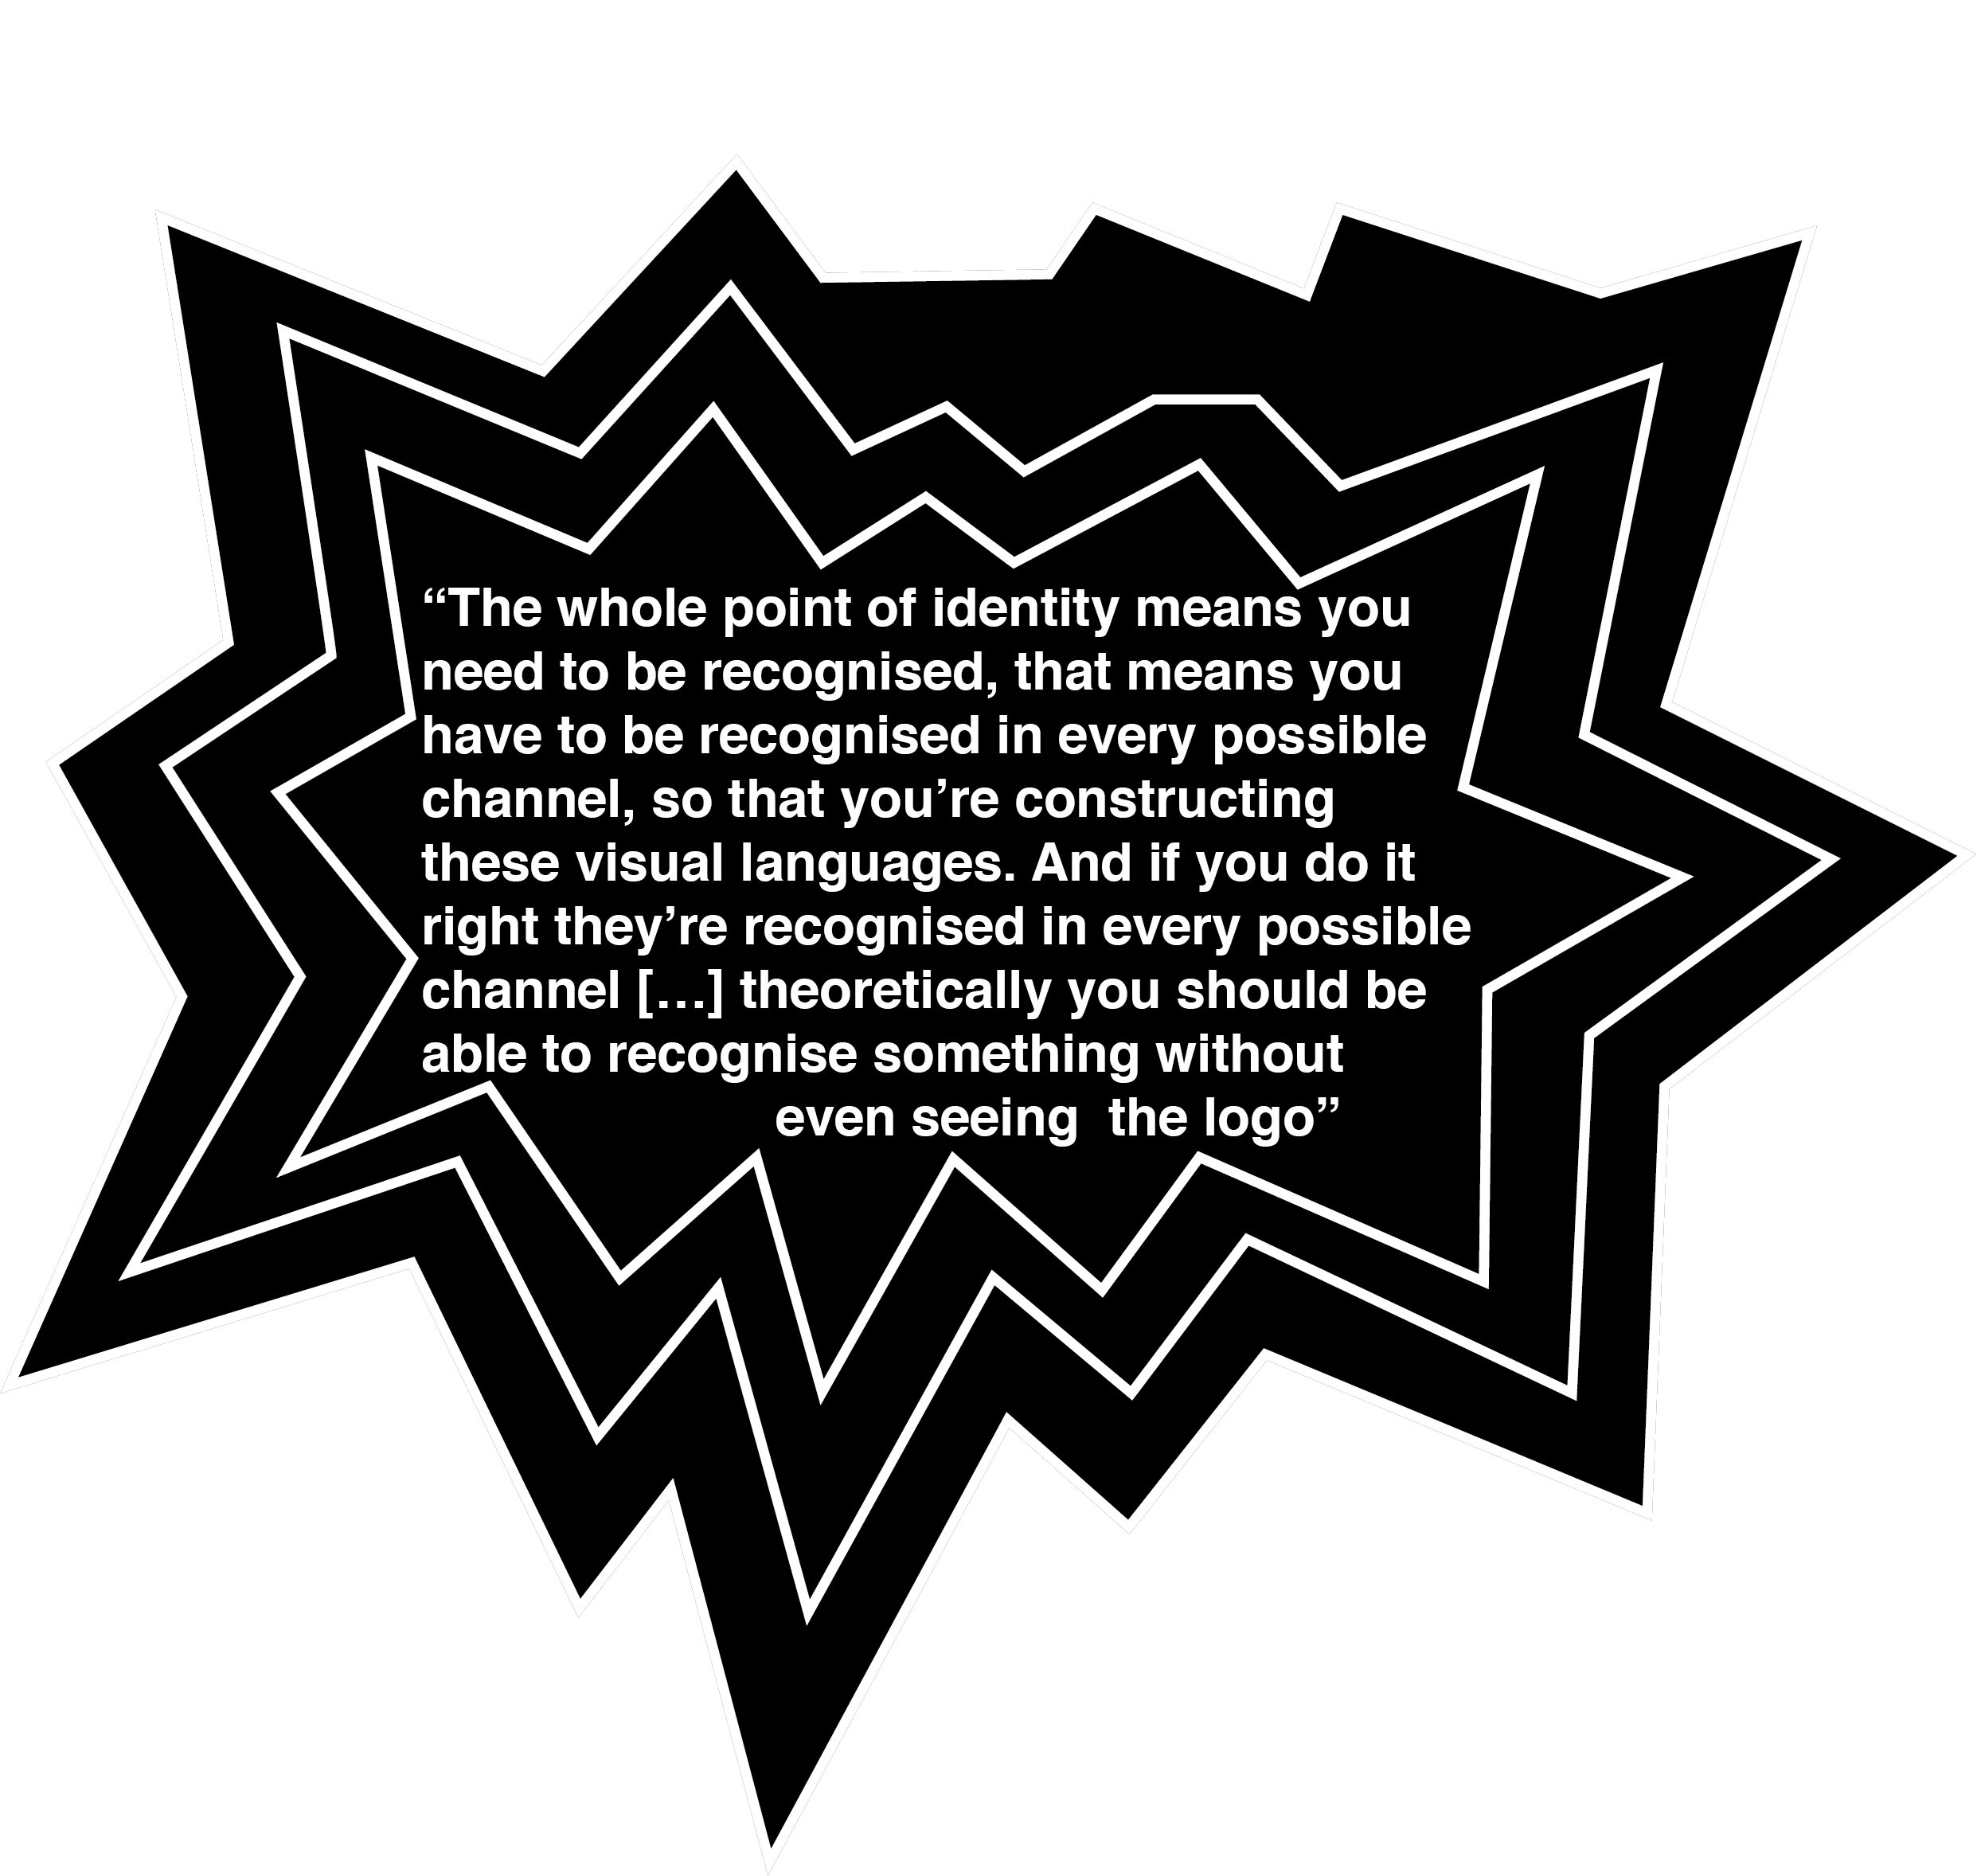 “The whole point of identity means you
need to be recognised, that means you
have to be recognised in every possible
channel, so that you’re constructing
these visual languages. And if you do it
right they’re recognised in every possible
channel […] theoretically you should be
able to recognise something without
even seeing  the logo”